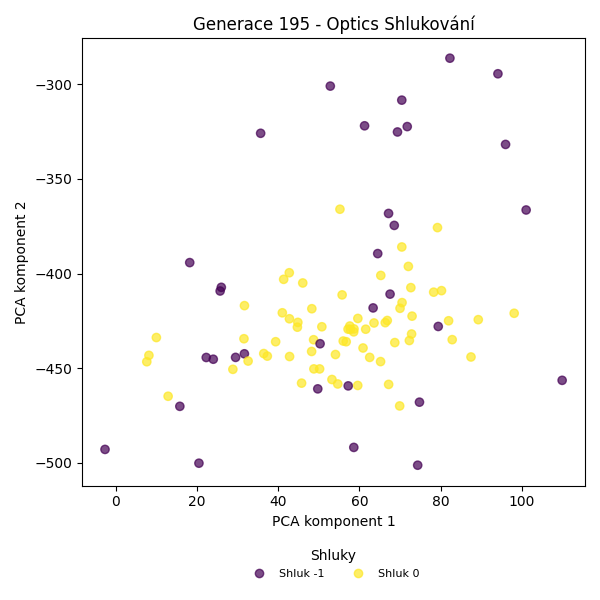 Generace 195 - Optics Shlukování
PCA komponent 2
−300
−350
−400
−450
−500
0 20 40 60 80 100
PCA komponent 1
Shluky
Shluk -1 Shluk 0